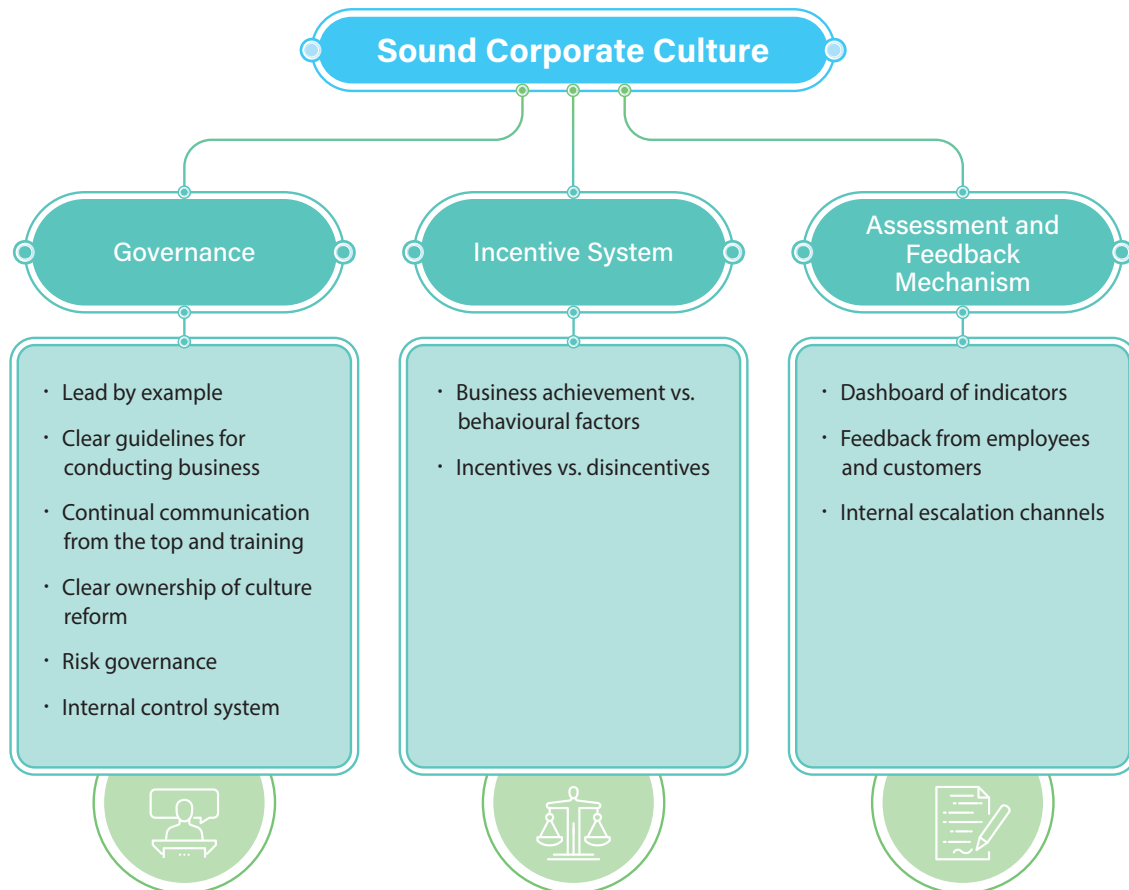 Sound Corporate Culture
Governance
· Lead by example
· Clear guidelines for
conducting business
· Continual communication
from the top and training
· Clear ownership of culture
reform
· Risk governance
· Internal control system
Incentive System
· Business achievement vs.
behavioural factors
· Incentives vs. disincentives
Assessment and
Feedback
Mechanism
· Dashboard of indicators
· Feedback from employees
and customers
· Internal escalation channels